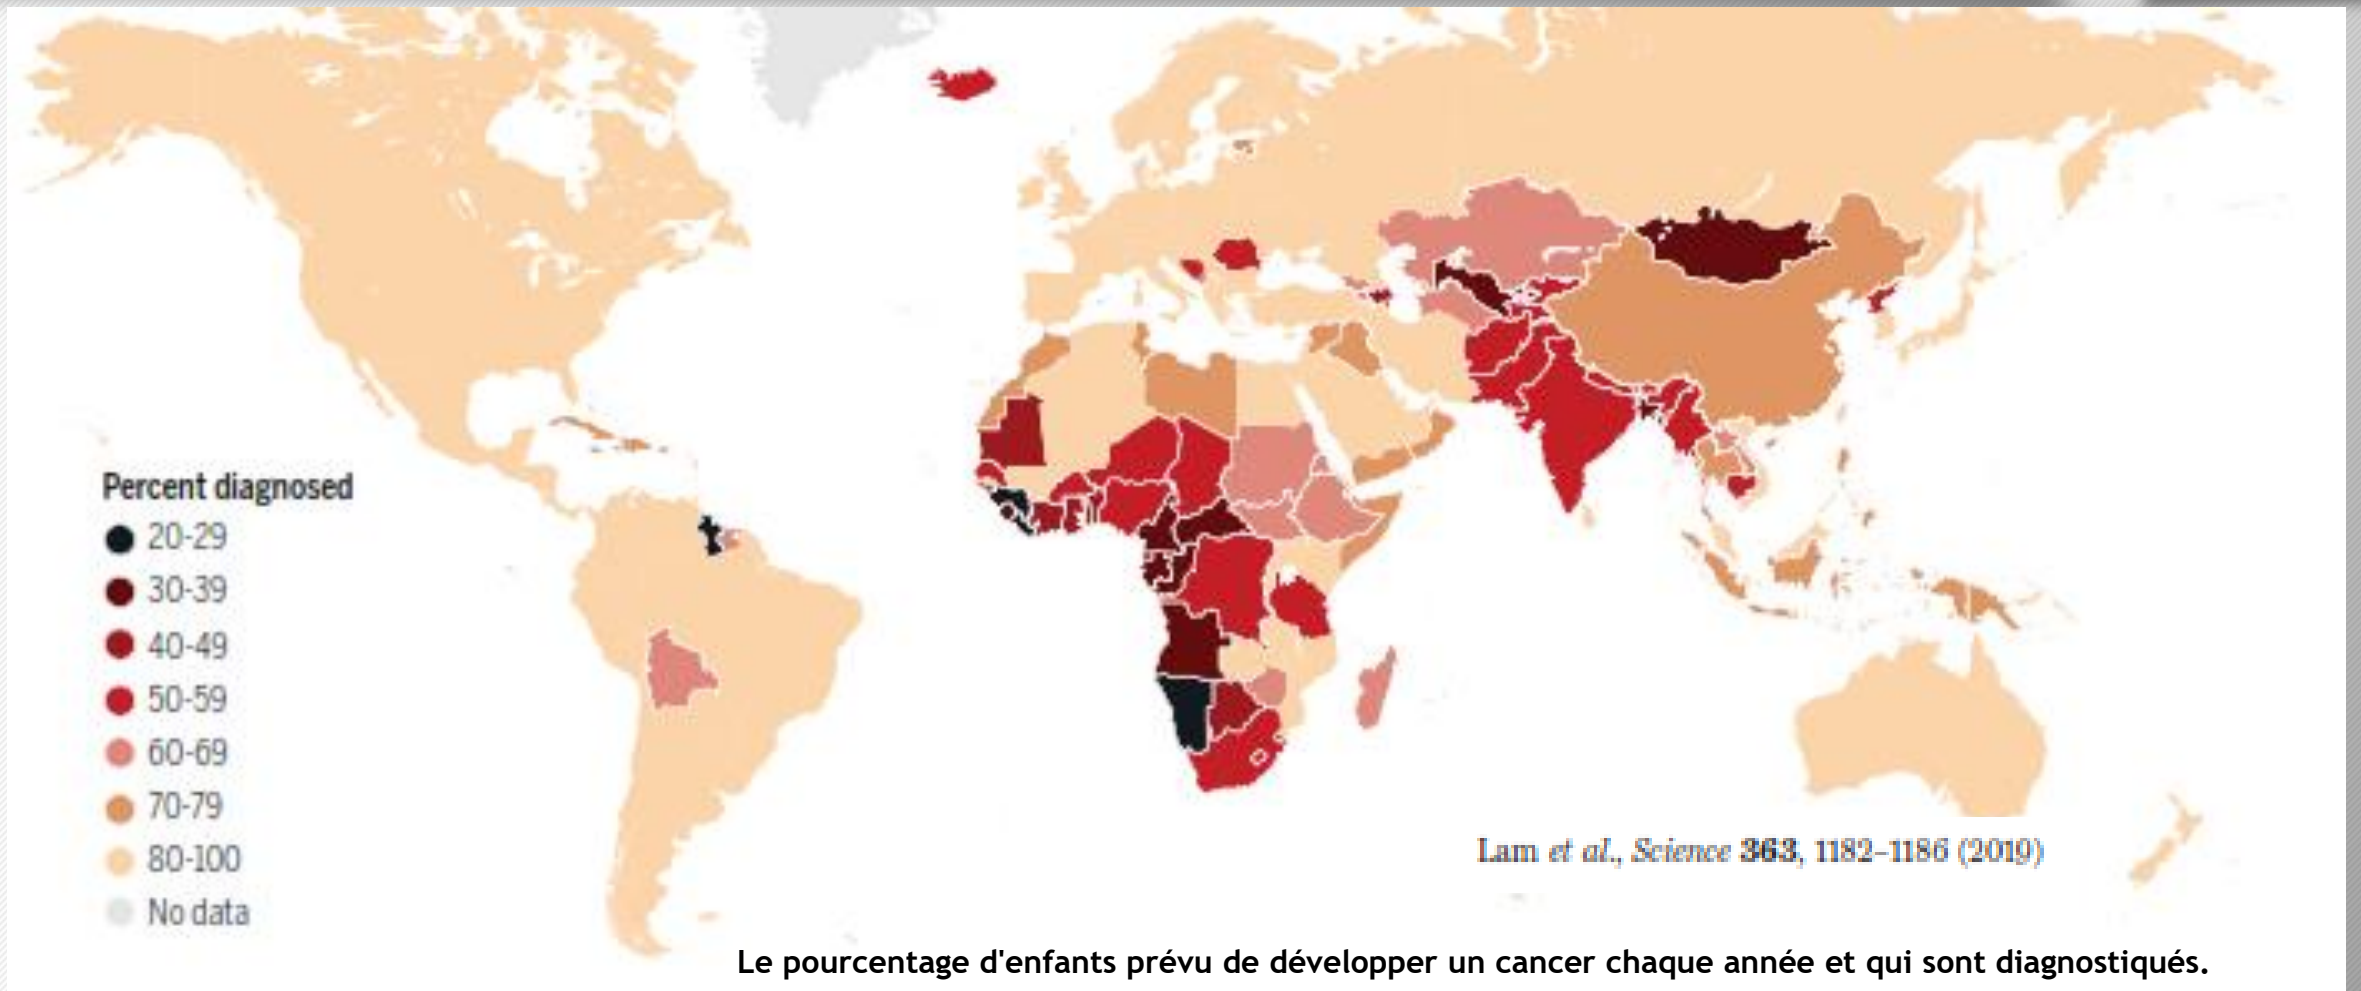 Percent diagnosed
20-29
30-39
40-49
50-59
60-69
70-79
80-100
No data
Lam et al., Science 363, 1182–1186 (2019)
Le pourcentage d'enfants prévu de développer un cancer chaque année et qui sont diagnostiqués.